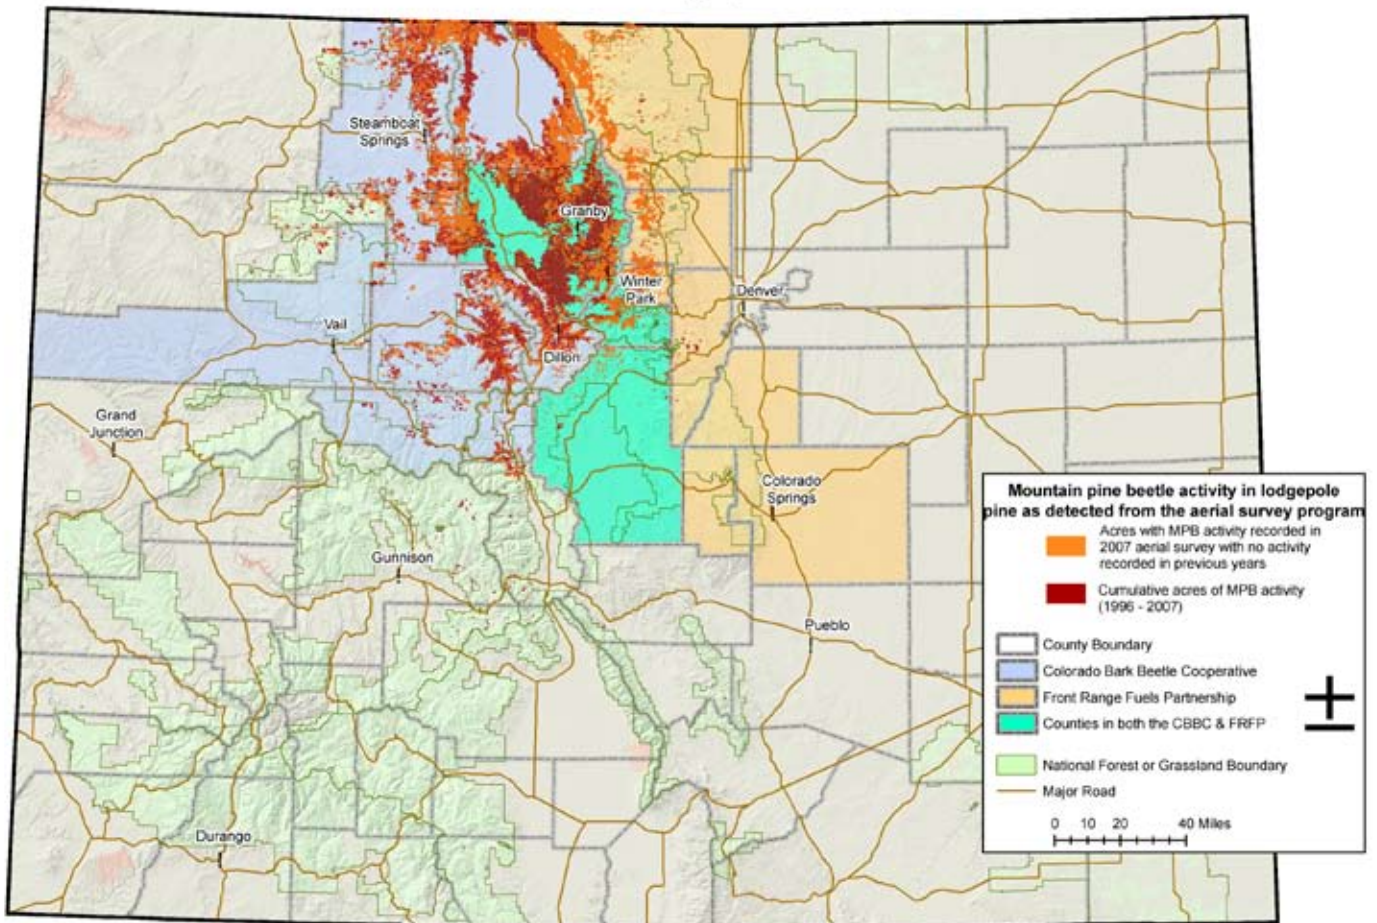 Steamboat
Springs
Granby
Winter
Park
Denver
Vail
Dillon
Grand
Junction
Colorado
Springs
Gunnison
Pueblo
Durango
Mountain pine beetle activity in lodgepole
pine as detected from the aerial survey program
Acres with MPB activity recorded in
2007 aerial survey with no activity
recorded in previous years
Cumulative acres of MPB activity
(1996 - 2007)
County Boundary
Colorado Bark Beetle Cooperative
Front Range Fuels Partnership
Counties in both the CBBC & FRFP
National Forest or Grassland Boundary
Major Road
0 10 20 40 Miles